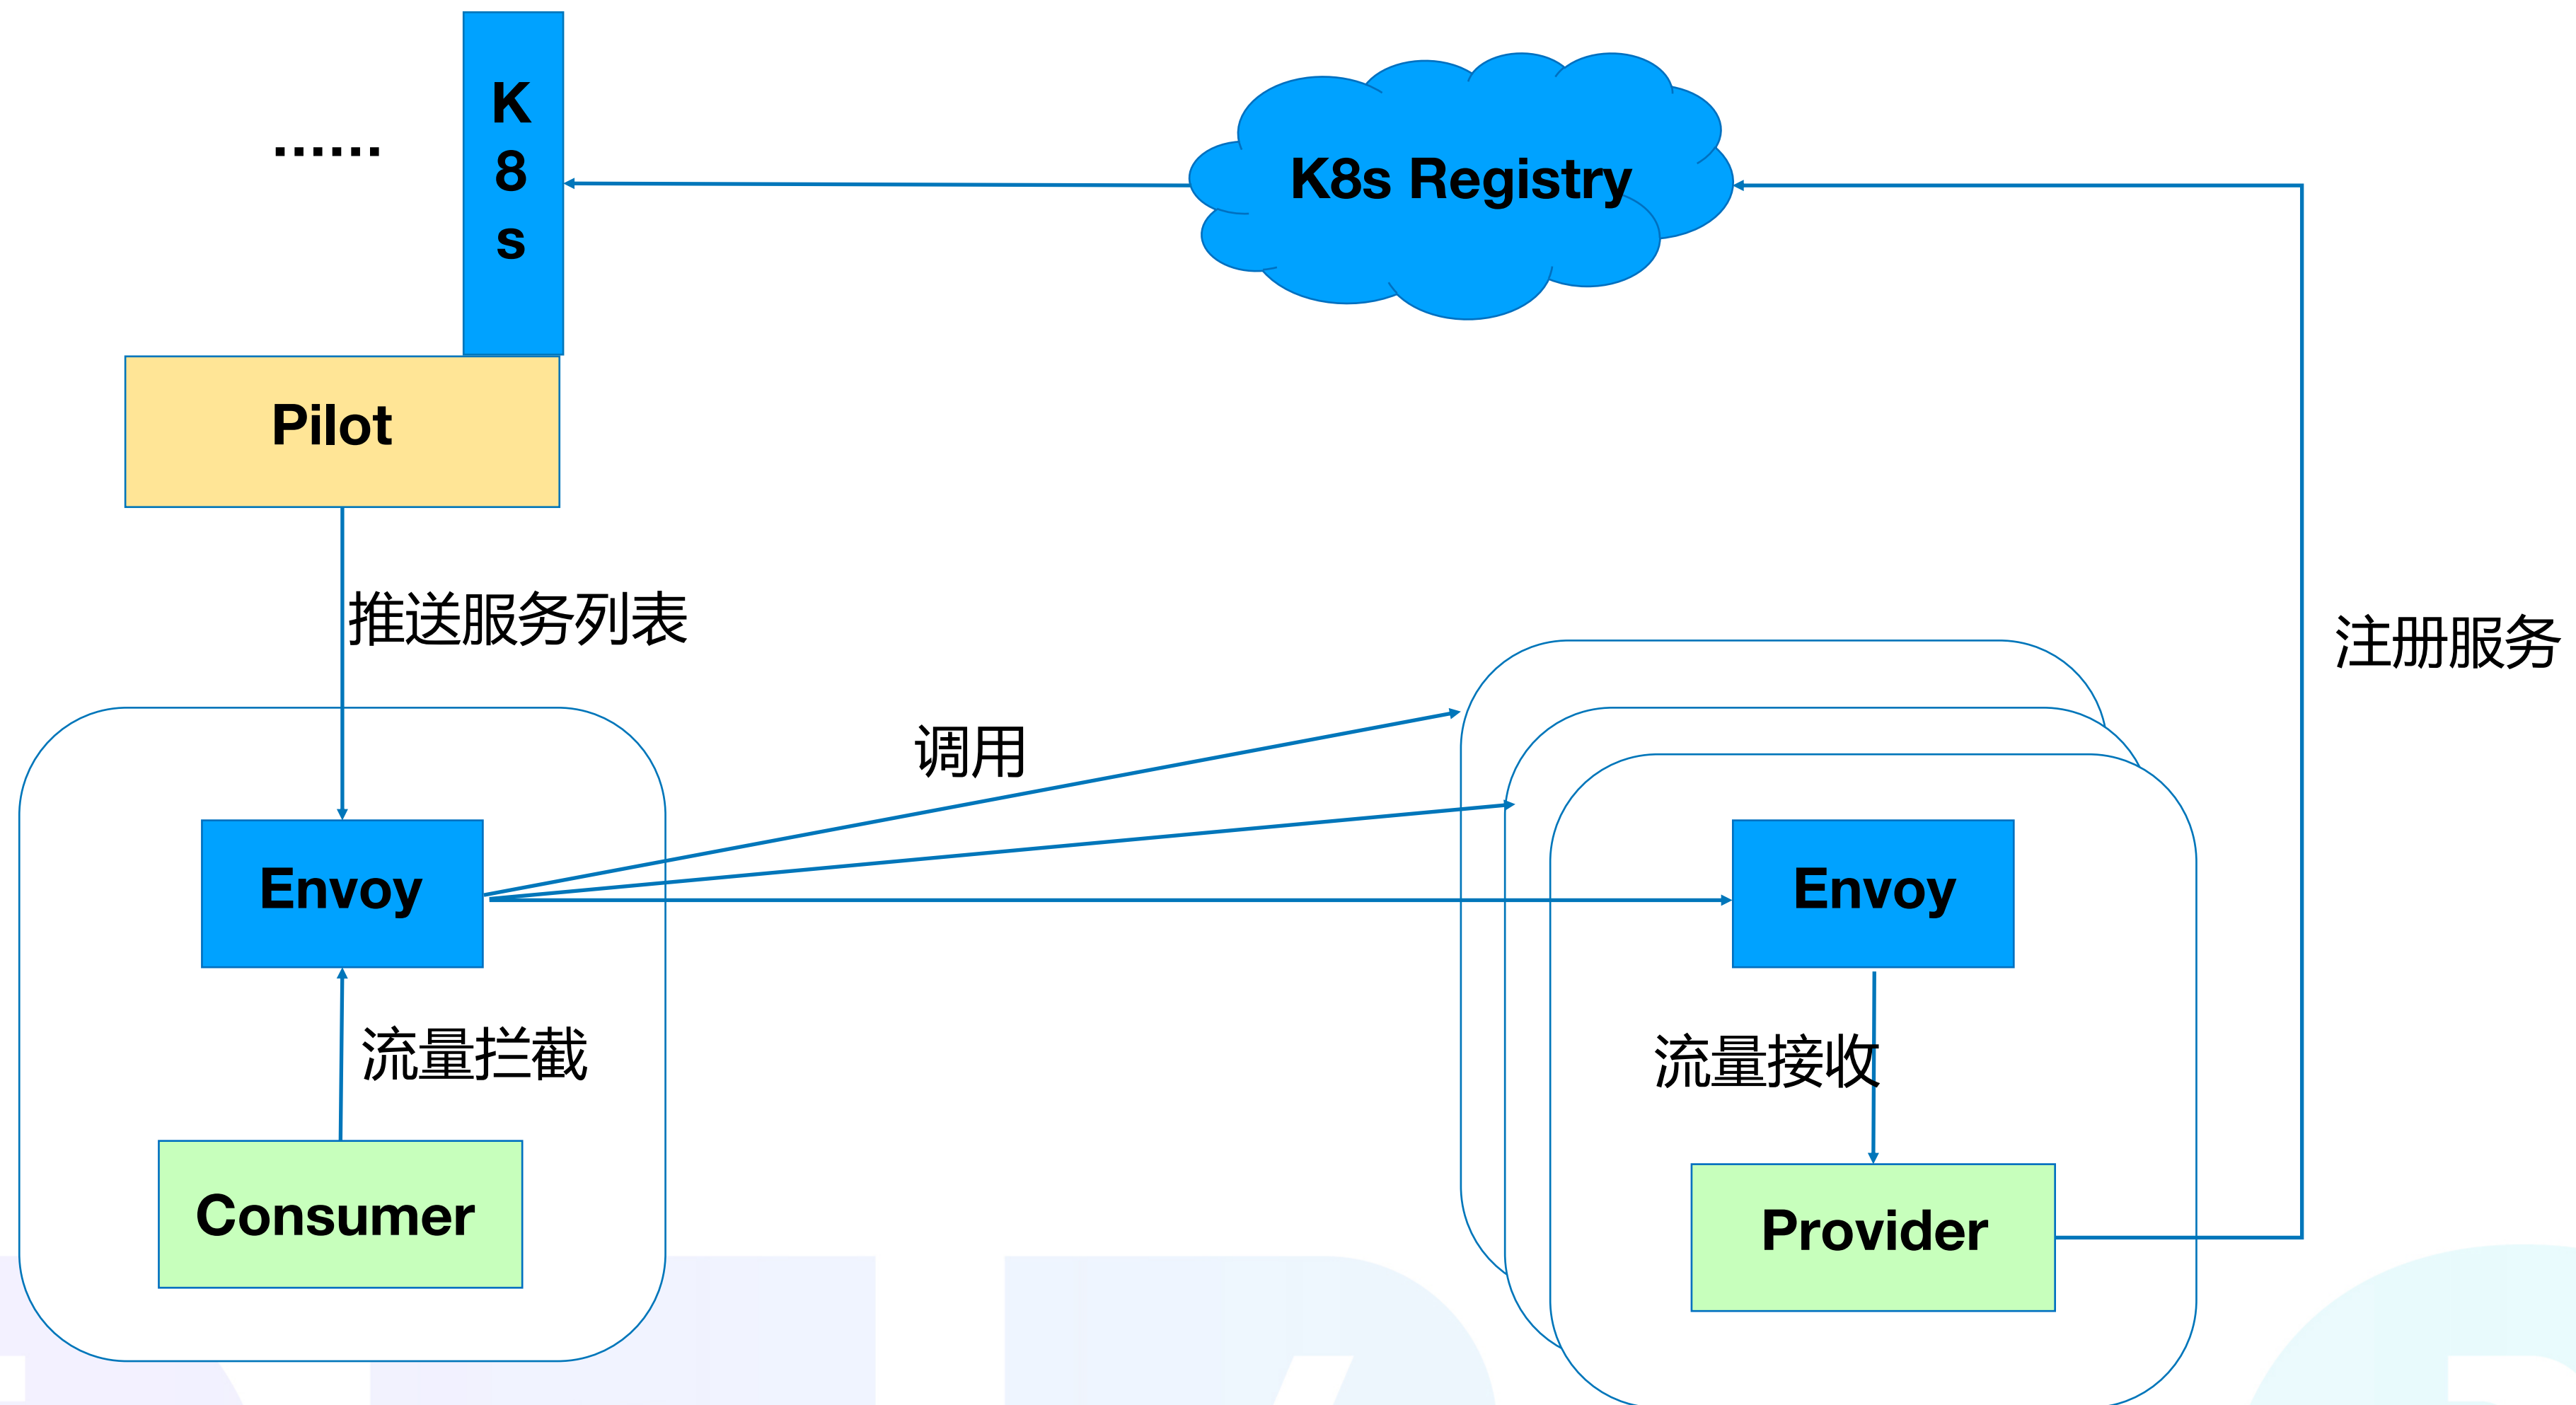 K
8
s
......
K8s Registry
Pilot
推送服务列表
注册服务
调用
Envoy
Envoy
流量拦截
流量接收
Consumer
Provider